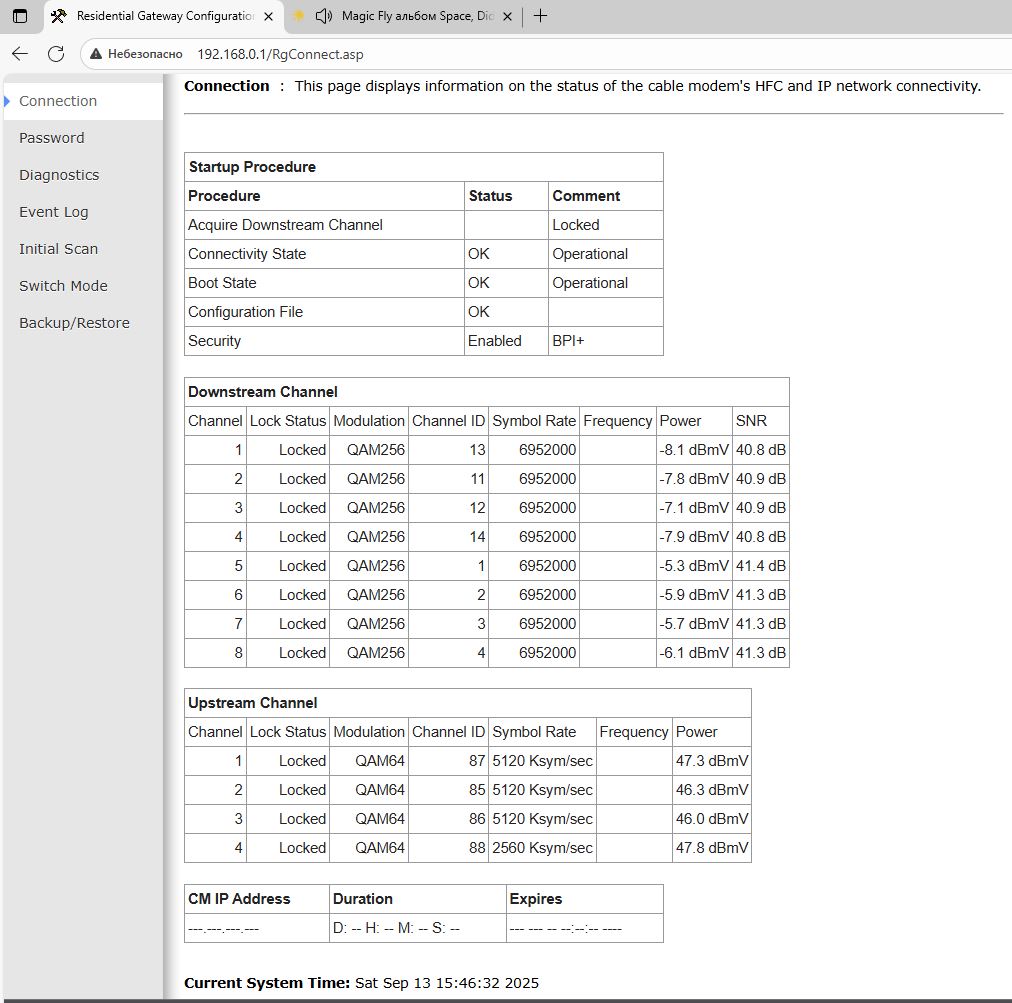 Residential Gateway Configuratio
Magic Fly альбом Space, Dic
Небезопасно 192.168.0.1/RgConnect.asp
Connection
Password
Diagnostics
Event Log
Initial Scan
Switch Mode
Backup/Restore
Connection : This page displays information on the status of the cable modem's HFC and IP network connectivity.
Startup Procedure
Procedure Status Comment
Acquire Downstream Channel Locked
Connectivity State OK Operational
Boot State OK Operational
Configuration File OK
Security Enabled BPI+
Downstream Channel
Channel Lock Status Modulation Channel ID Symbol Rate Frequency Power SNR
1 Locked QAM256 13 6952000 -8.1 dBmV 40.8 dB
2 Locked QAM256 11 6952000 -7.8 dBmV 40.9 dB
3 Locked QAM256 12 6952000 -7.1 dBmV 40.9 dB
4 Locked QAM256 14 6952000 -7.9 dBmV 40.8 dB
5 Locked QAM256 1 6952000 -5.3 dBmV 41.4 dB
6 Locked QAM256 2 6952000 -5.9 dBmV 41.3 dB
7 Locked QAM256 3 6952000 -5.7 dBmV 41.3 dB
8 Locked QAM256 4 6952000 -6.1 dBmV 41.3 dB
Upstream Channel
Channel Lock Status Modulation Channel ID Symbol Rate Frequency Power
1 Locked QAM64 87 5120 Ksym/sec 47.3 dBmV
2 Locked QAM64 85 5120 Ksym/sec 46.3 dBmV
3 Locked QAM64 86 5120 Ksym/sec 46.0 dBmV
4 Locked QAM64 88 2560 Ksym/sec 47.8 dBmV
CM IP Address Duration Expires
---.---.---.--- D: -- H: -- M: -- S: -- --- --- -- --:--:-- ----
Current System Time: Sat Sep 13 15:46:32 2025